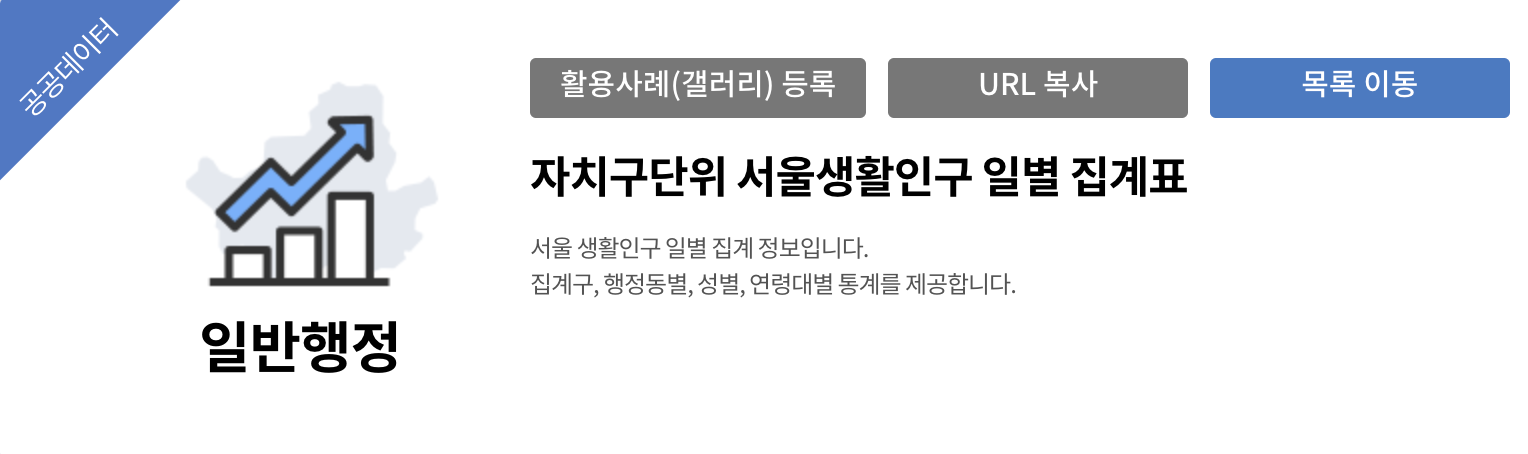 공공데이터
활용사례(갤러리) 등록
URL 복사
목록 이동
자치구단위 서울생활인구 일별 집계표
서울 생활인구 일별 집계 정보입니다.
집계구, 행정동별, 성별, 연령대별 통계를 제공합니다.
일반행정